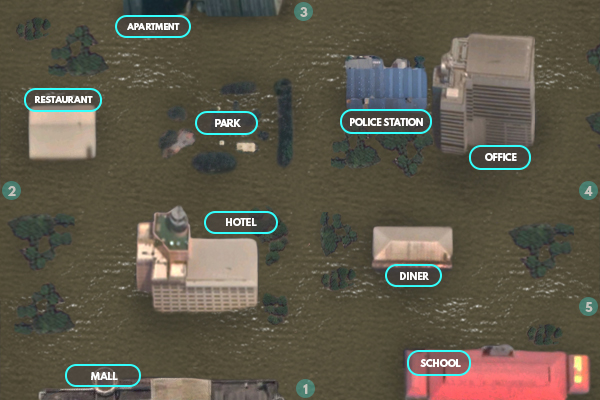 3
APARTMENT
RESTAURANT
PARK
POLICE STATION
OFFICE
2
4
HOTEL
DINER
5
SCHOOL
MALL
1